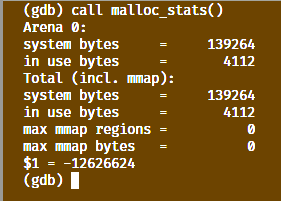 (gdb) call malloc_stats()
Arena 0:
system bytes     =     139264
in use bytes     =       4112
Total (incl. mmap):
system bytes     =     139264
in use bytes     =       4112
max mmap regions =          0
max mmap bytes   =          0
$1 = -12626624
(gdb)